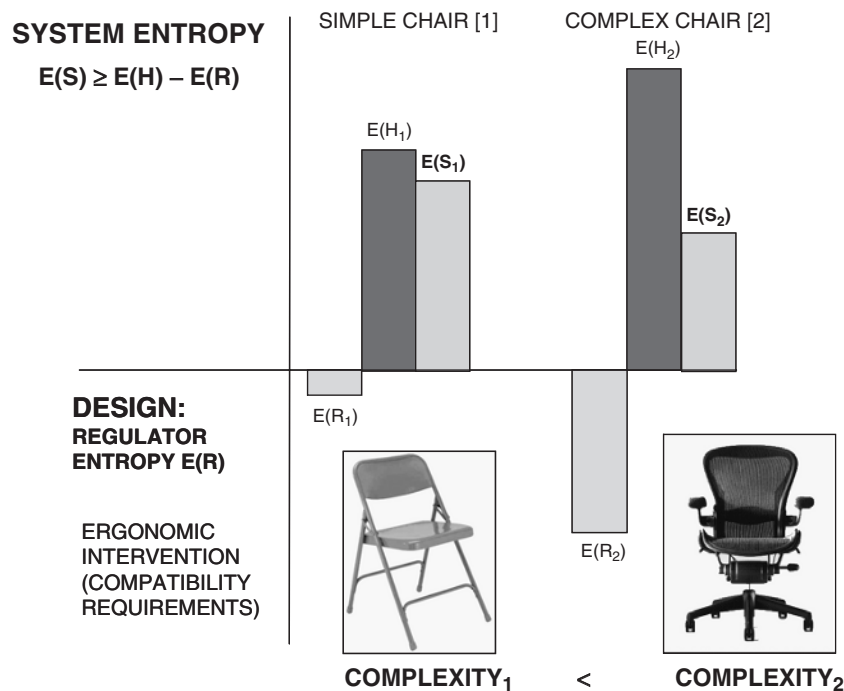 SYSTEM ENTROPY
E(S) ≥ E(H) – E(R)
SIMPLE CHAIR [1]
COMPLEX CHAIR [2]
E(H₁)
E(S₁)
E(H₂)
E(S₂)
E(R₁)
E(R₂)
DESIGN:
REGULATOR
ENTROPY E(R)
ERGONOMIC
INTERVENTION
(COMPATIBILITY
REQUIREMENTS)
COMPLEXITY₁ < COMPLEXITY₂